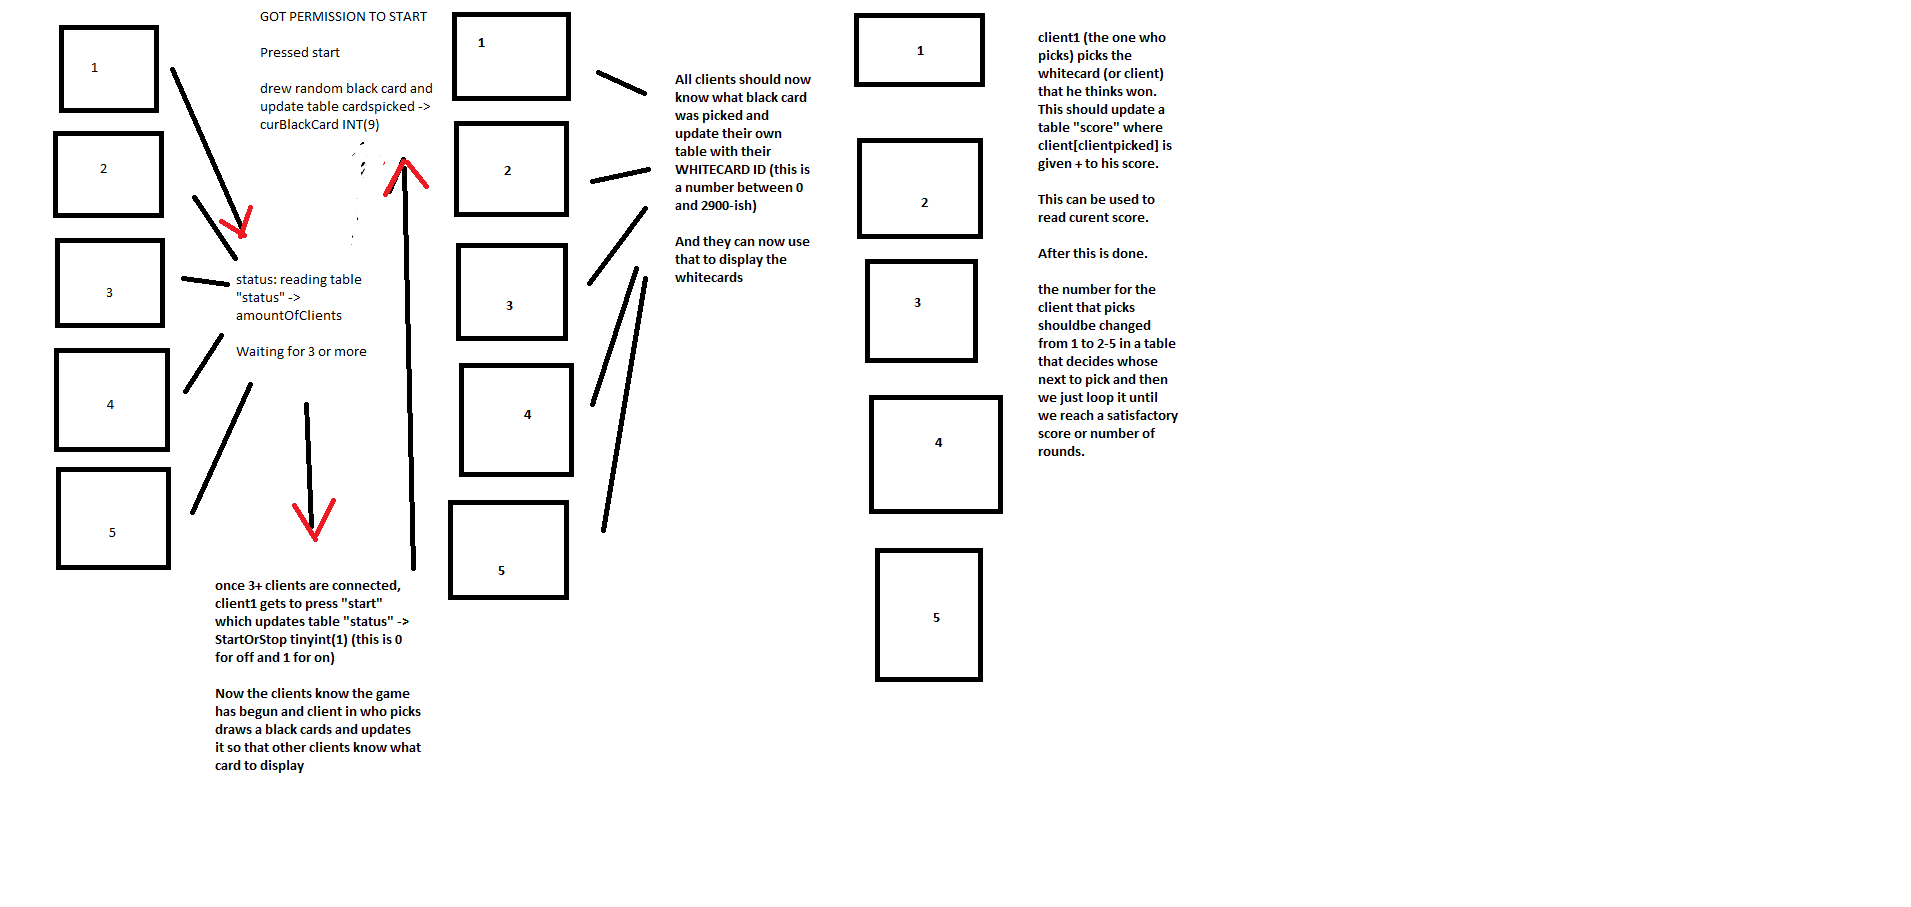 1
2
3
4
5
GOT PERMISSION TO START
Pressed start
drew random black card and
update table cardspicked ->
curBlackCard INT(9)
status: reading table
"status" ->
amountOfClients
Waiting for 3 or more
once 3+ clients are connected,
client1 gets to press "start"
which updates table "status" ->
StartOrStop tinyint(1) (this is 0
for off and 1 for on)
Now the clients know the game
has begun and client in who picks
draws a black cards and updates
it so that other clients know what
card to display
1
2
3
4
5
All clients should now
know what black card
was picked and
update their own
table with their
WHITECARD ID (this is
a number between 0
and 2900-ish)
And they can now use
that to display the
whitecards
1
2
3
4
5
client1 (the one who
picks) picks the
whitecard (or client)
that he thinks won.
This should update a
table "score" where
client[clientpicked] is
given + to his score.
This can be used to
read curent score.
After this is done.
the number for the
client that picks
shouldbe changed
from 1 to 2-5 in a table
that decides whose
next to pick and then
we just loop it until
we reach a satisfactory
score or number of
rounds.